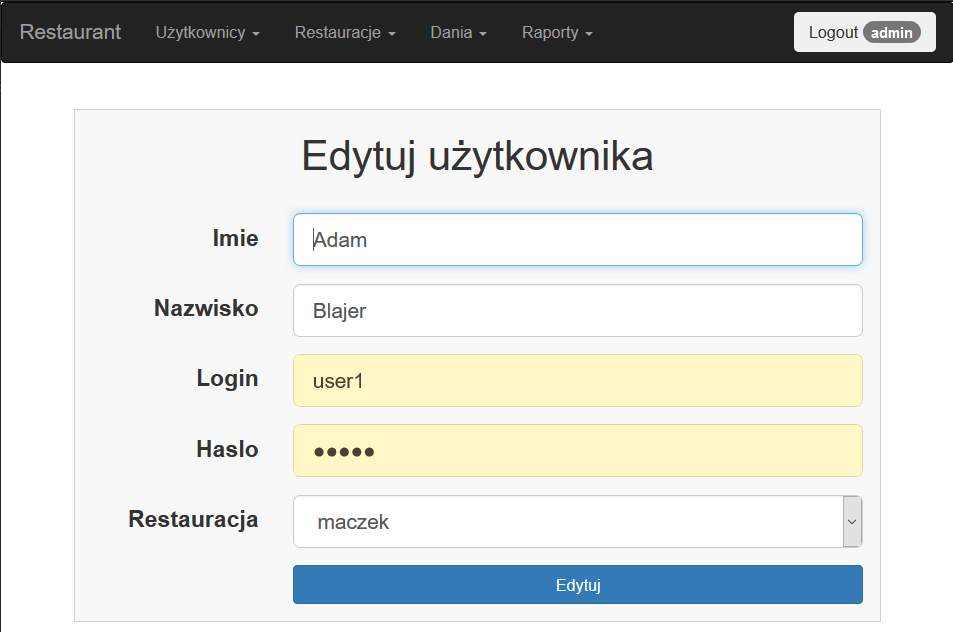 Restaurant Użytkownicy Restauracje Dania Raporty Logout admin
Edytuj użytkownika
Imie Adam
Nazwisko Blajer
Login user1
Haslo •••••
Restauracja maczek
Edytuj